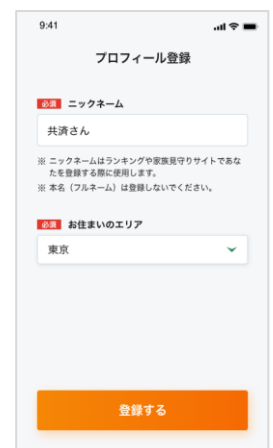 9:41
プロフィール登録
必須 ニックネーム
共済さん
※ ニックネームはランキングや家族見守りサイトであな
たを登録する際に使用します。
※ 本名（フルネーム）は登録しないでください。
必須 お住まいのエリア
東京
登録する